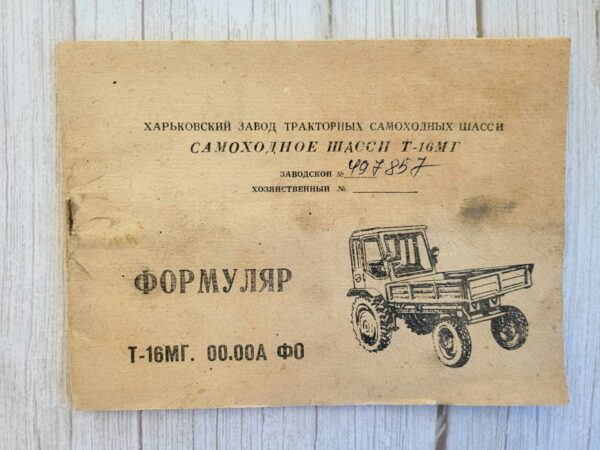 ХАРЬКОВСКИЙ ЗАВОД ТРАКТОРНЫХ САМОХОДНЫХ ШАССИ
САМОХОДНОЕ ШАССИ Т-16МГ
ЗАВОДСКОЙ № 497857
ХОЗЯЙСТВЕННЫЙ №
ФОРМУЛЯР
Т-16МГ. 00.00А ФО